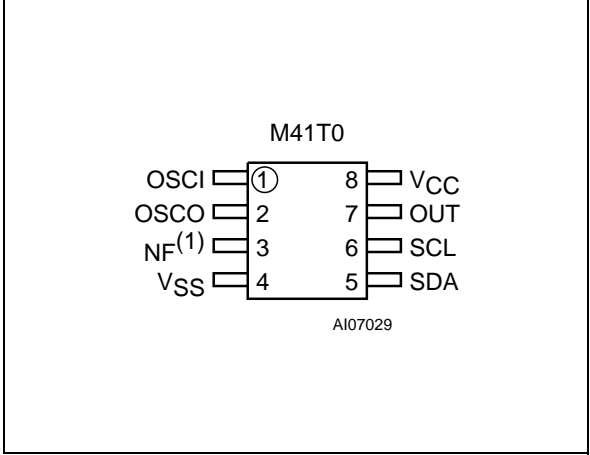 M41T0
OSCI 1 8 VCC
OSCO 2 7 OUT
NF(1) 3 6 SCL
VSS 4 5 SDA
AI07029